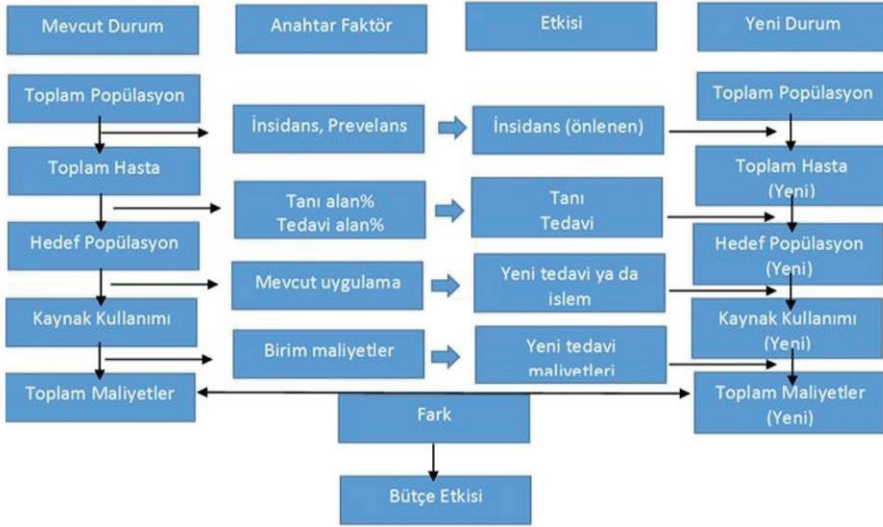 Mevcut Durum
Anahtar Faktör
Etkisi
Yeni Durum
Toplam Popülasyon
Toplam Popülasyon
İnsidans, Prevelans
İnsidans (önlenen)
Toplam Hasta
Toplam Hasta
(Yeni)
Tanı alan%
Tedavi alan%
Tanı
Tedavi
Hedef Popülasyon
Hedef Popülasyon
(Yeni)
Mevcut uygulama
Yeni tedavi ya da
islem
Kaynak Kullanımı
Kaynak Kullanımı
(Yeni)
Birim maliyetler
Yeni tedavi
maliyetleri
Toplam Maliyetler
Toplam Maliyetler
(Yeni)
Fark
Bütçe Etkisi